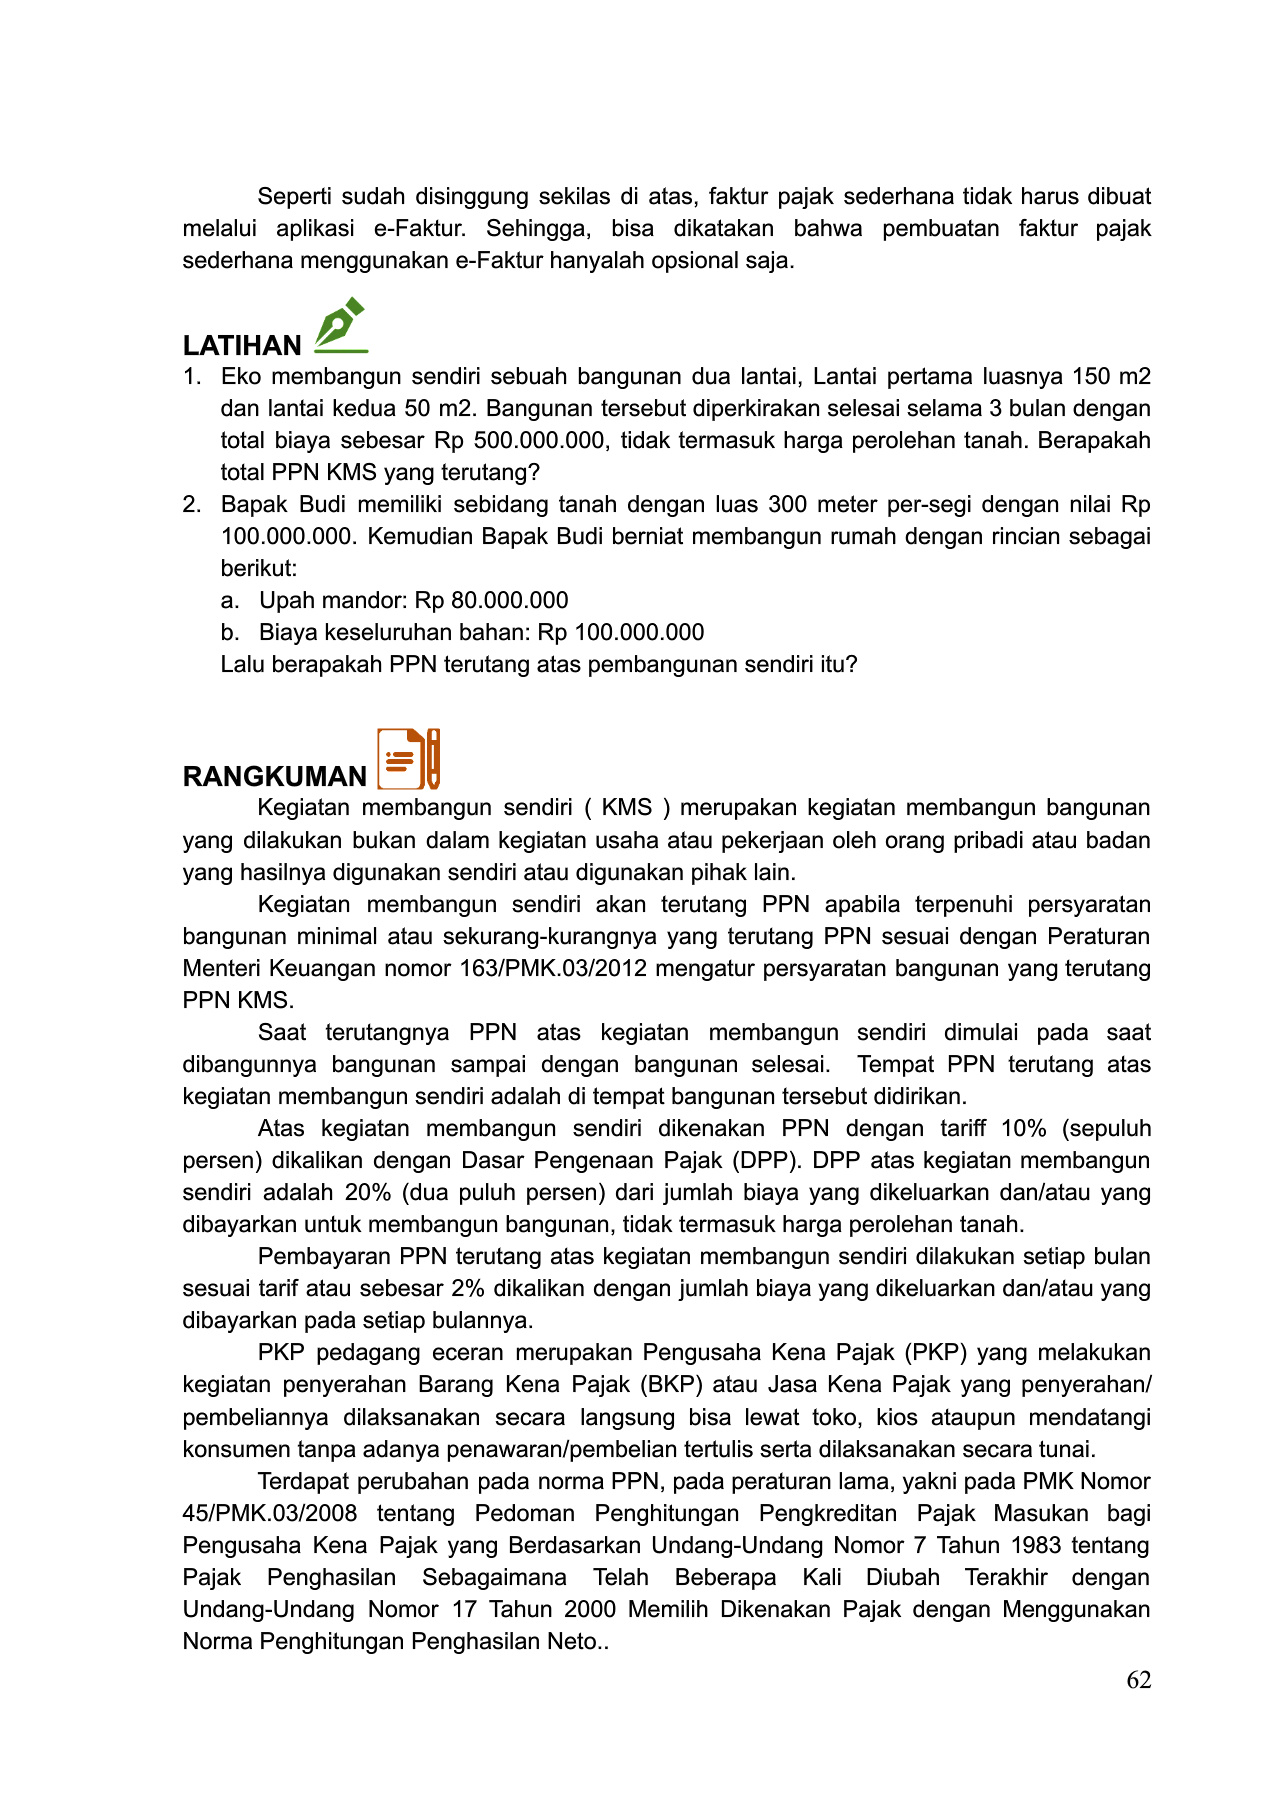 Seperti sudah disinggung sekilas di atas, faktur pajak sederhana tidak harus dibuat
melalui aplikasi e-Faktur. Sehingga, bisa dikatakan bahwa pembuatan faktur pajak
sederhana menggunakan e-Faktur hanyalah opsional saja.
LATIHAN
1. Eko membangun sendiri sebuah bangunan dua lantai, Lantai pertama luasnya 150 m2
dan lantai kedua 50 m2. Bangunan tersebut diperkirakan selesai selama 3 bulan dengan
total biaya sebesar Rp 500.000.000, tidak termasuk harga perolehan tanah. Berapakah
total PPN KMS yang terutang?
2. Bapak Budi memiliki sebidang tanah dengan luas 300 meter per-segi dengan nilai Rp
100.000.000. Kemudian Bapak Budi berniat membangun rumah dengan rincian sebagai
berikut:
a. Upah mandor: Rp 80.000.000
b. Biaya keseluruhan bahan: Rp 100.000.000
Lalu berapakah PPN terutang atas pembangunan sendiri itu?
RANGKUMAN
Kegiatan membangun sendiri ( KMS ) merupakan kegiatan membangun bangunan
yang dilakukan bukan dalam kegiatan usaha atau pekerjaan oleh orang pribadi atau badan
yang hasilnya digunakan sendiri atau digunakan pihak lain.
Kegiatan membangun sendiri akan terutang PPN apabila terpenuhi persyaratan
bangunan minimal atau sekurang-kurangnya yang terutang PPN sesuai dengan Peraturan
Menteri Keuangan nomor 163/PMK.03/2012 mengatur persyaratan bangunan yang terutang
PPN KMS.
Saat terutangnya PPN atas kegiatan membangun sendiri dimulai pada saat
dibangunnya bangunan sampai dengan bangunan selesai. Tempat PPN terutang atas
kegiatan membangun sendiri adalah di tempat bangunan tersebut didirikan.
Atas kegiatan membangun sendiri dikenakan PPN dengan tariff 10% (sepuluh
persen) dikalikan dengan Dasar Pengenaan Pajak (DPP). DPP atas kegiatan membangun
sendiri adalah 20% (dua puluh persen) dari jumlah biaya yang dikeluarkan dan/atau yang
dibayarkan untuk membangun bangunan, tidak termasuk harga perolehan tanah.
Pembayaran PPN terutang atas kegiatan membangun sendiri dilakukan setiap bulan
sesuai tarif atau sebesar 2% dikalikan dengan jumlah biaya yang dikeluarkan dan/atau yang
dibayarkan pada setiap bulannya.
PKP pedagang eceran merupakan Pengusaha Kena Pajak (PKP) yang melakukan
kegiatan penyerahan Barang Kena Pajak (BKP) atau Jasa Kena Pajak yang penyerahan/
pembeliannya dilaksanakan secara langsung bisa lewat toko, kios ataupun mendatangi
konsumen tanpa adanya penawaran/pembelian tertulis serta dilaksanakan secara tunai.
Terdapat perubahan pada norma PPN, pada peraturan lama, yakni pada PMK Nomor
45/PMK.03/2008 tentang Pedoman Penghitungan Pengkreditan Pajak Masukan bagi
Pengusaha Kena Pajak yang Berdasarkan Undang-Undang Nomor 7 Tahun 1983 tentang
Pajak Penghasilan Sebagaimana Telah Beberapa Kali Diubah Terakhir dengan
Undang-Undang Nomor 17 Tahun 2000 Memilih Dikenakan Pajak dengan Menggunakan
Norma Penghitungan Penghasilan Neto..
62